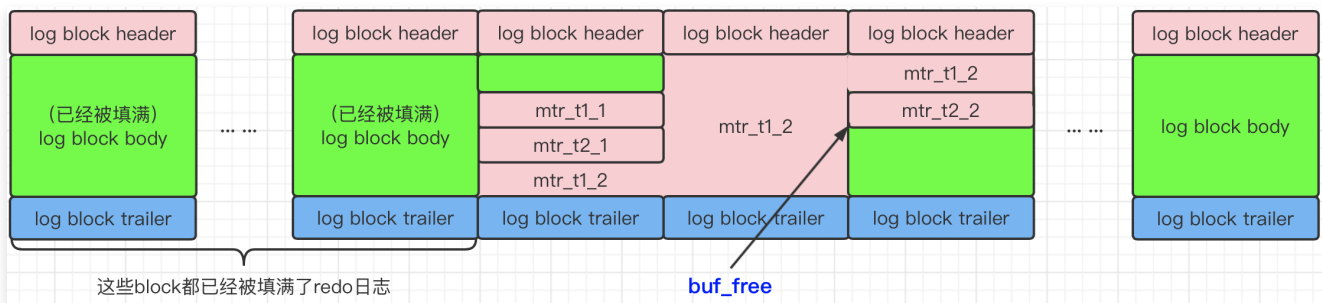 log block header
log block header
log block header
log block header
log block header
log block header
(已经被填满)
log block body
... ...
(已经被填满)
log block body
mtr_t1_1
mtr_t2_1
mtr_t1_2
mtr_t1_2
mtr_t1_2
mtr_t2_2
... ...
log block body
log block trailer
log block trailer
log block trailer
log block trailer
log block trailer
log block trailer
这些block都已经被填满了redo日志
buf_free